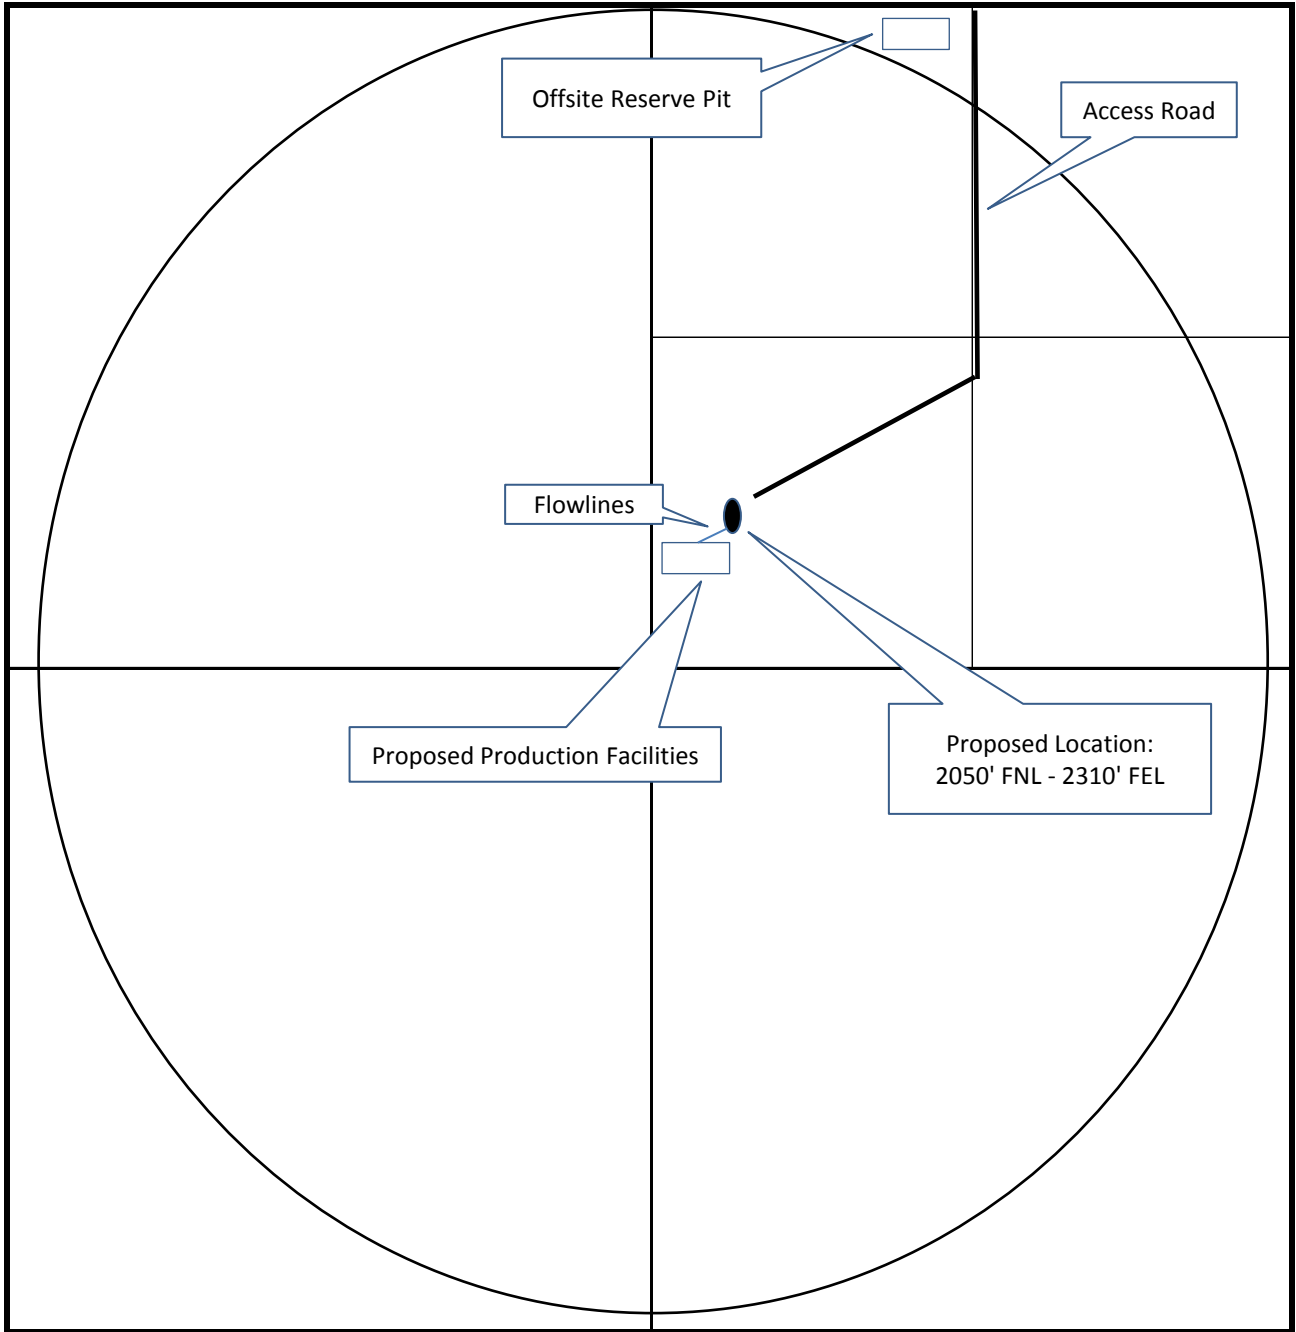 Offsite Reserve Pit
Access Road
Flowlines
Proposed Production Facilities
Proposed Location:
2050' FNL - 2310' FEL